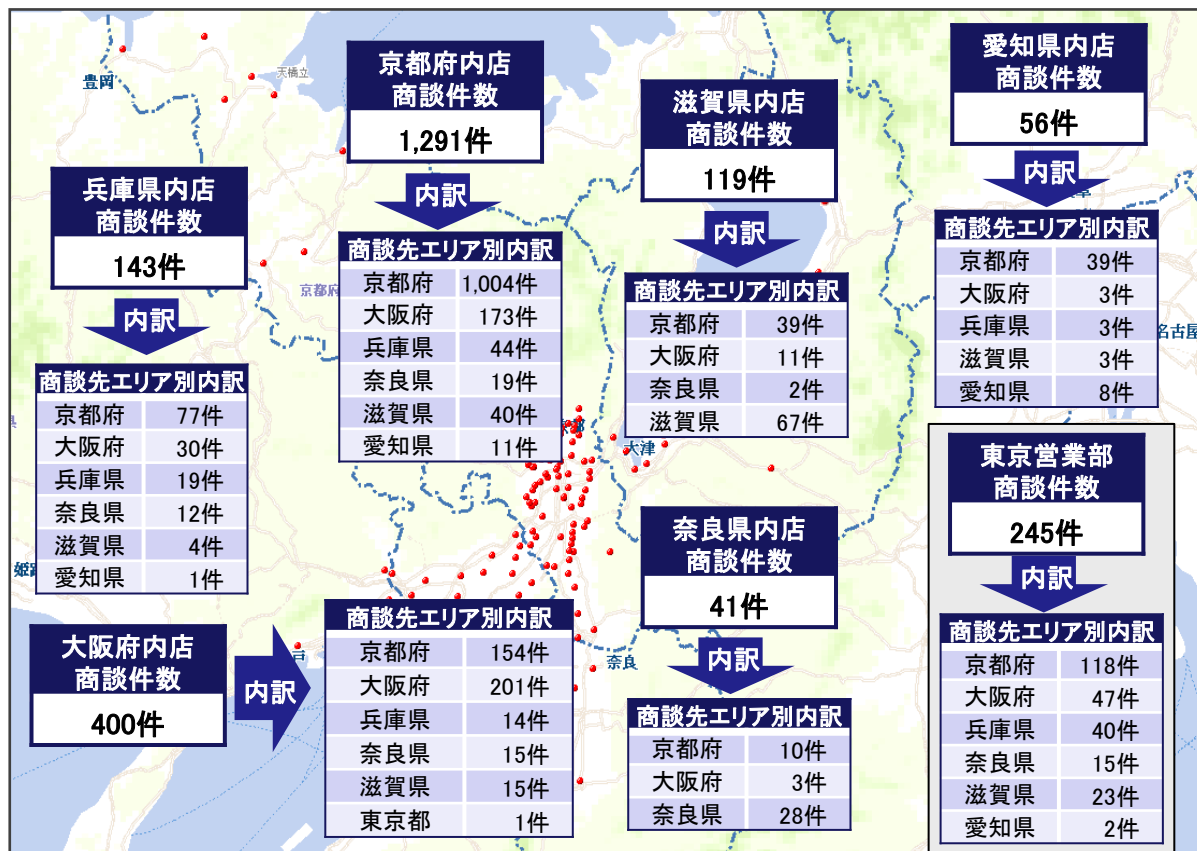 豊岡
天橋立
京都府内店
商談件数
1,291件
内訳
商談先エリア別内訳
京都府 1,004件
大阪府 173件
兵庫県 44件
奈良県 19件
滋賀県 40件
愛知県 11件
滋賀県内店
商談件数
119件
内訳
商談先エリア別内訳
京都府 39件
大阪府 11件
奈良県 2件
滋賀県 67件
愛知県内店
商談件数
56件
内訳
商談先エリア別内訳
京都府 39件
大阪府 3件
兵庫県 3件
滋賀県 3件
愛知県 8件
名古屋
兵庫県内店
商談件数
143件
内訳
商談先エリア別内訳
京都府 77件
大阪府 30件
兵庫県 19件
奈良県 12件
滋賀県 4件
愛知県 1件
京都府
大津
東京営業部
商談件数
245件
内訳
商談先エリア別内訳
京都府 118件
大阪府 47件
兵庫県 40件
奈良県 15件
滋賀県 23件
愛知県 2件
奈良県内店
商談件数
41件
内訳
商談先エリア別内訳
京都府 10件
大阪府 3件
奈良県 28件
奈良
大阪府内店
商談件数
400件
内訳
商談先エリア別内訳
京都府 154件
大阪府 201件
兵庫県 14件
奈良県 15件
滋賀県 15件
東京都 1件